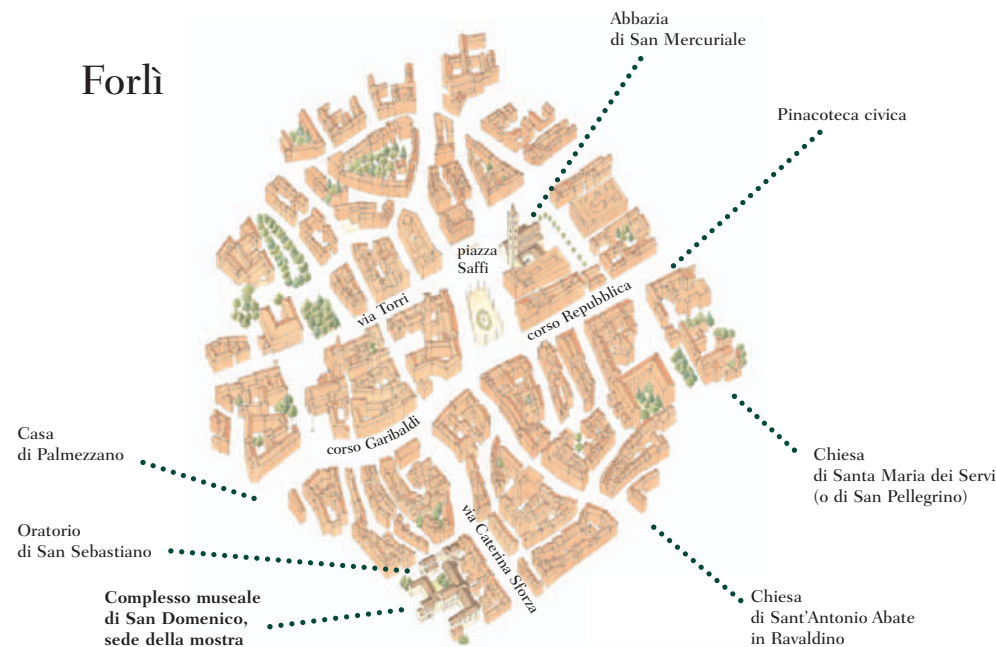 Forlì
Abbazia
di San Mercuriale
Pinacoteca civica
piazza
Saffi
via Torri
corso Repubblica
corso Garibaldi
Casa
di Palmezzano
Chiesa
di Santa Maria dei Servi
(o di San Pellegrino)
Oratorio
di San Sebastiano
via Caterina Sforza
Complesso museale
di San Domenico,
sede della mostra
Chiesa
di Sant'Antonio Abate
in Ravaldino